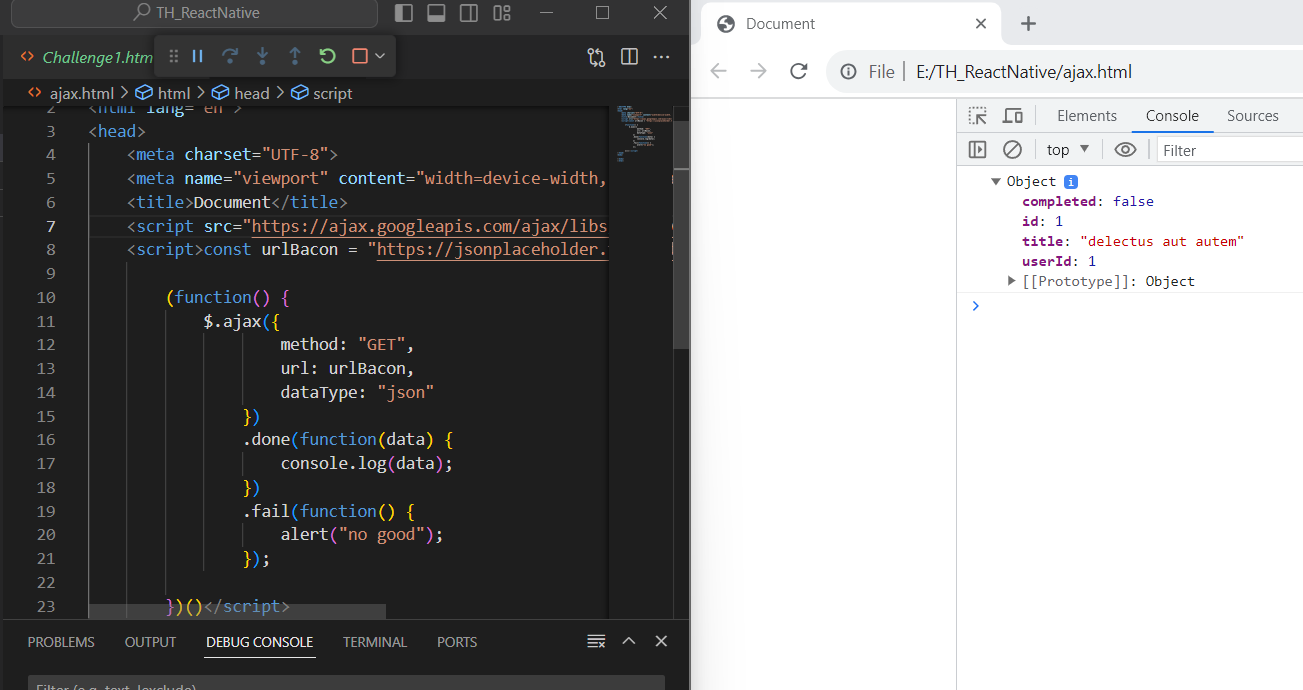 TH_ReactNative
Challenge1.htm
ajax.html > html > head > script
2 <html lang="en">
3 <head>
4 <meta charset="UTF-8">
5 <meta name="viewport" content="width=device-width,
6 <title>Document</title>
7 <script src="https://ajax.googleapis.com/ajax/libs
8 <script>const urlBacon = "https://jsonplaceholder.
9
10 (function() {
11 $.ajax({
12 method: "GET",
13 url: urlBacon,
14 dataType: "json"
15 })
16 .done(function(data) {
17 console.log(data);
18 })
19 .fail(function() {
20 alert("no good");
21 });
22
23 })()</script>
PROBLEMS OUTPUT DEBUG CONSOLE TERMINAL PORTS
Filter (e.g. text, !exclude)
Document
File | E:/TH_ReactNative/ajax.html
Elements Console Sources
top Filter
Object i
completed: false
id: 1
title: "delectus aut autem"
userId: 1
[[Prototype]]: Object